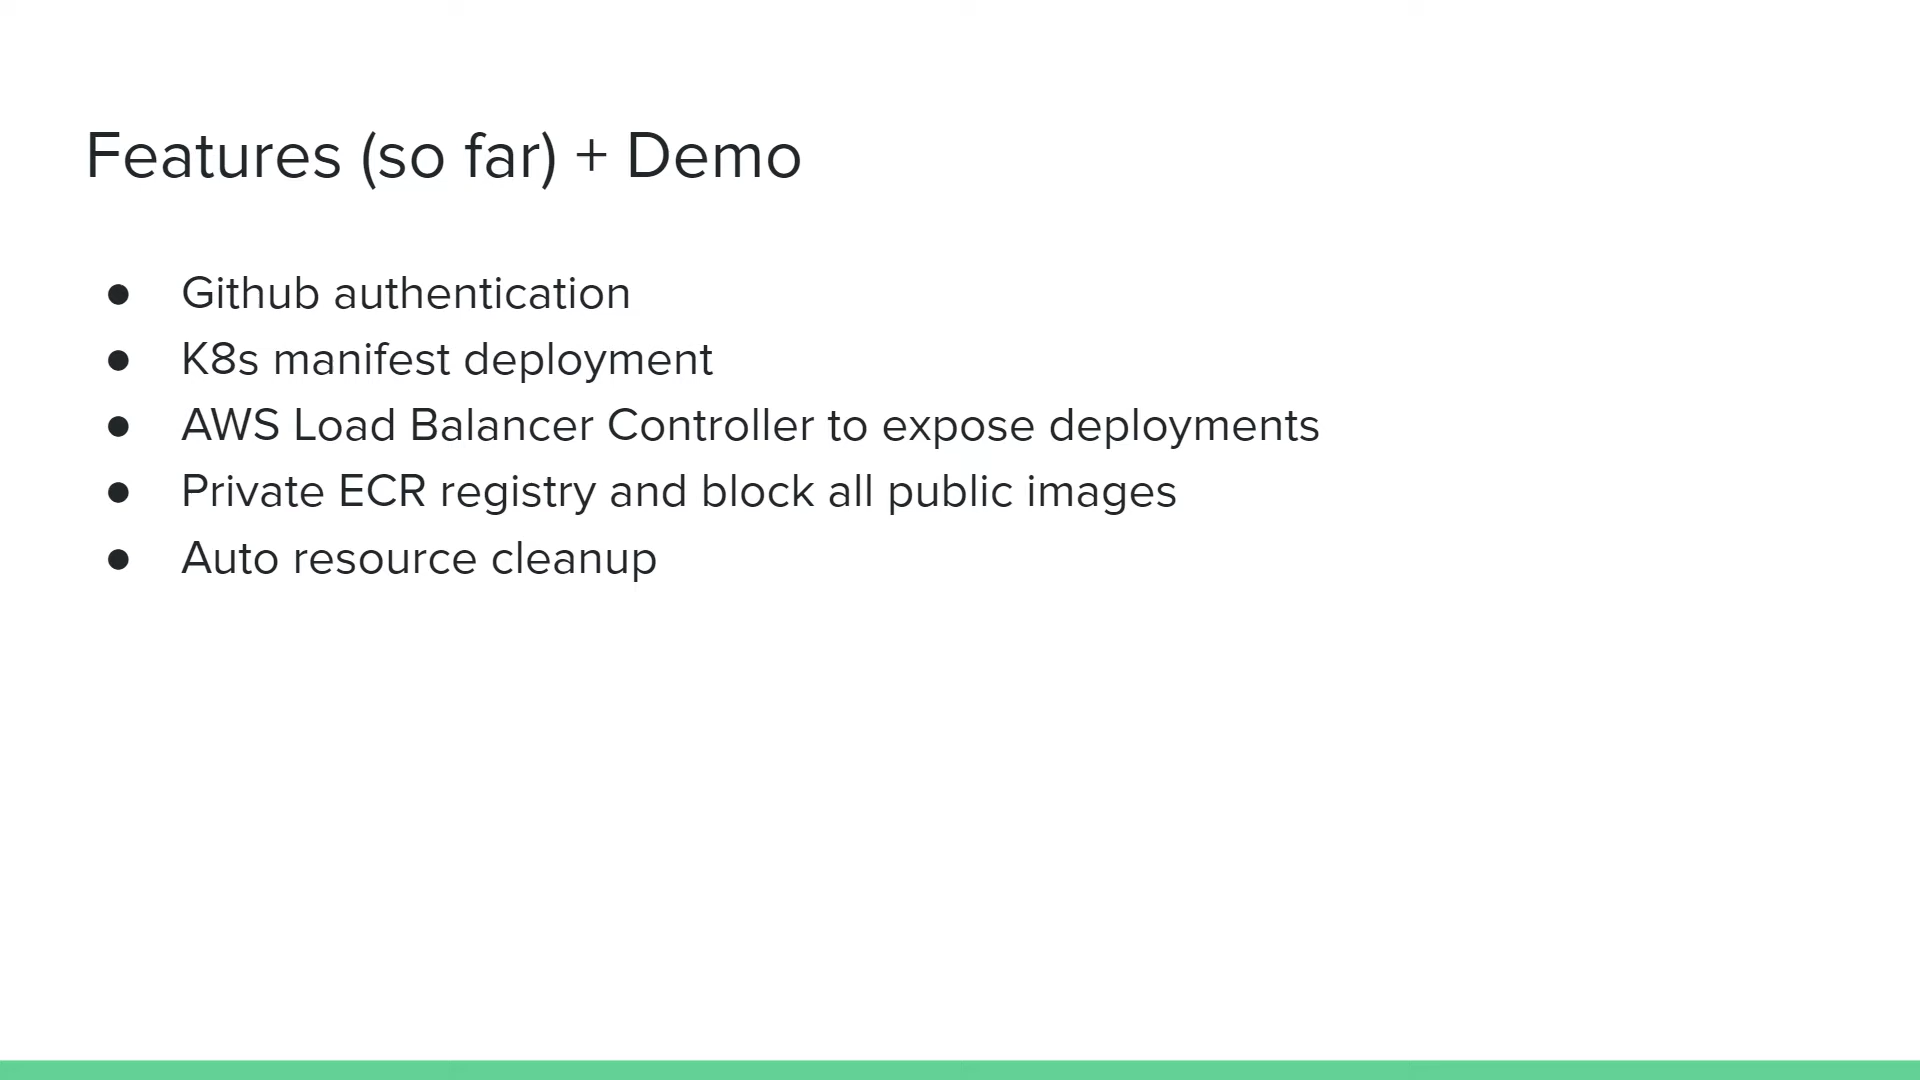 Features (so far) + Demo
● Github authentication
● K8s manifest deployment
● AWS Load Balancer Controller to expose deployments
● Private ECR registry and block all public images
● Auto resource cleanup